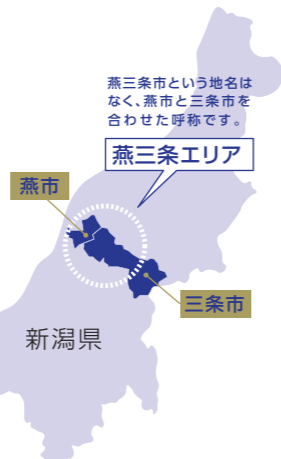 燕三条市という地名は
なく、燕市と三条市を
合わせた呼称です。
燕三条エリア
燕市
三条市
新潟県